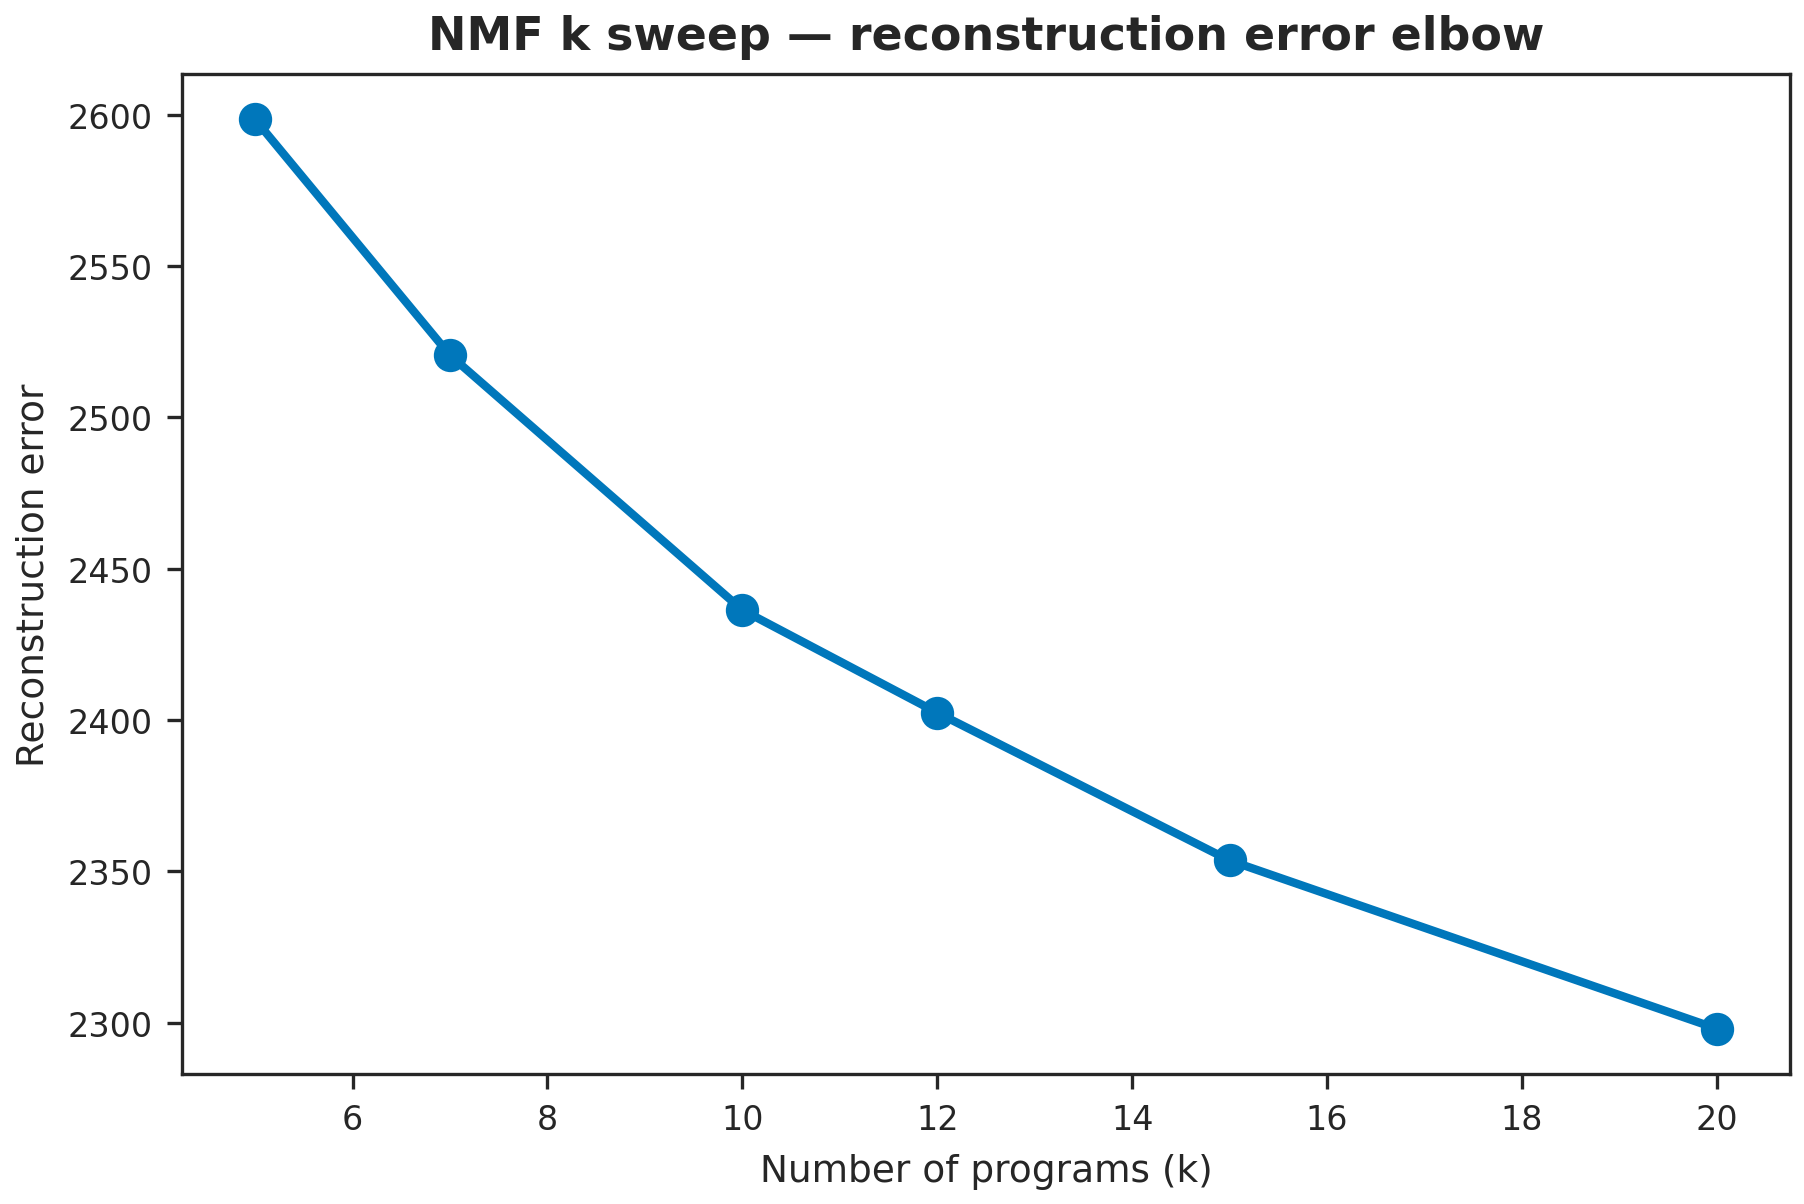 NMF k sweep — reconstruction error elbow
Reconstruction error
2600
2550
2500
2450
2400
2350
2300
6 8 10 12 14 16 18 20
Number of programs (k)